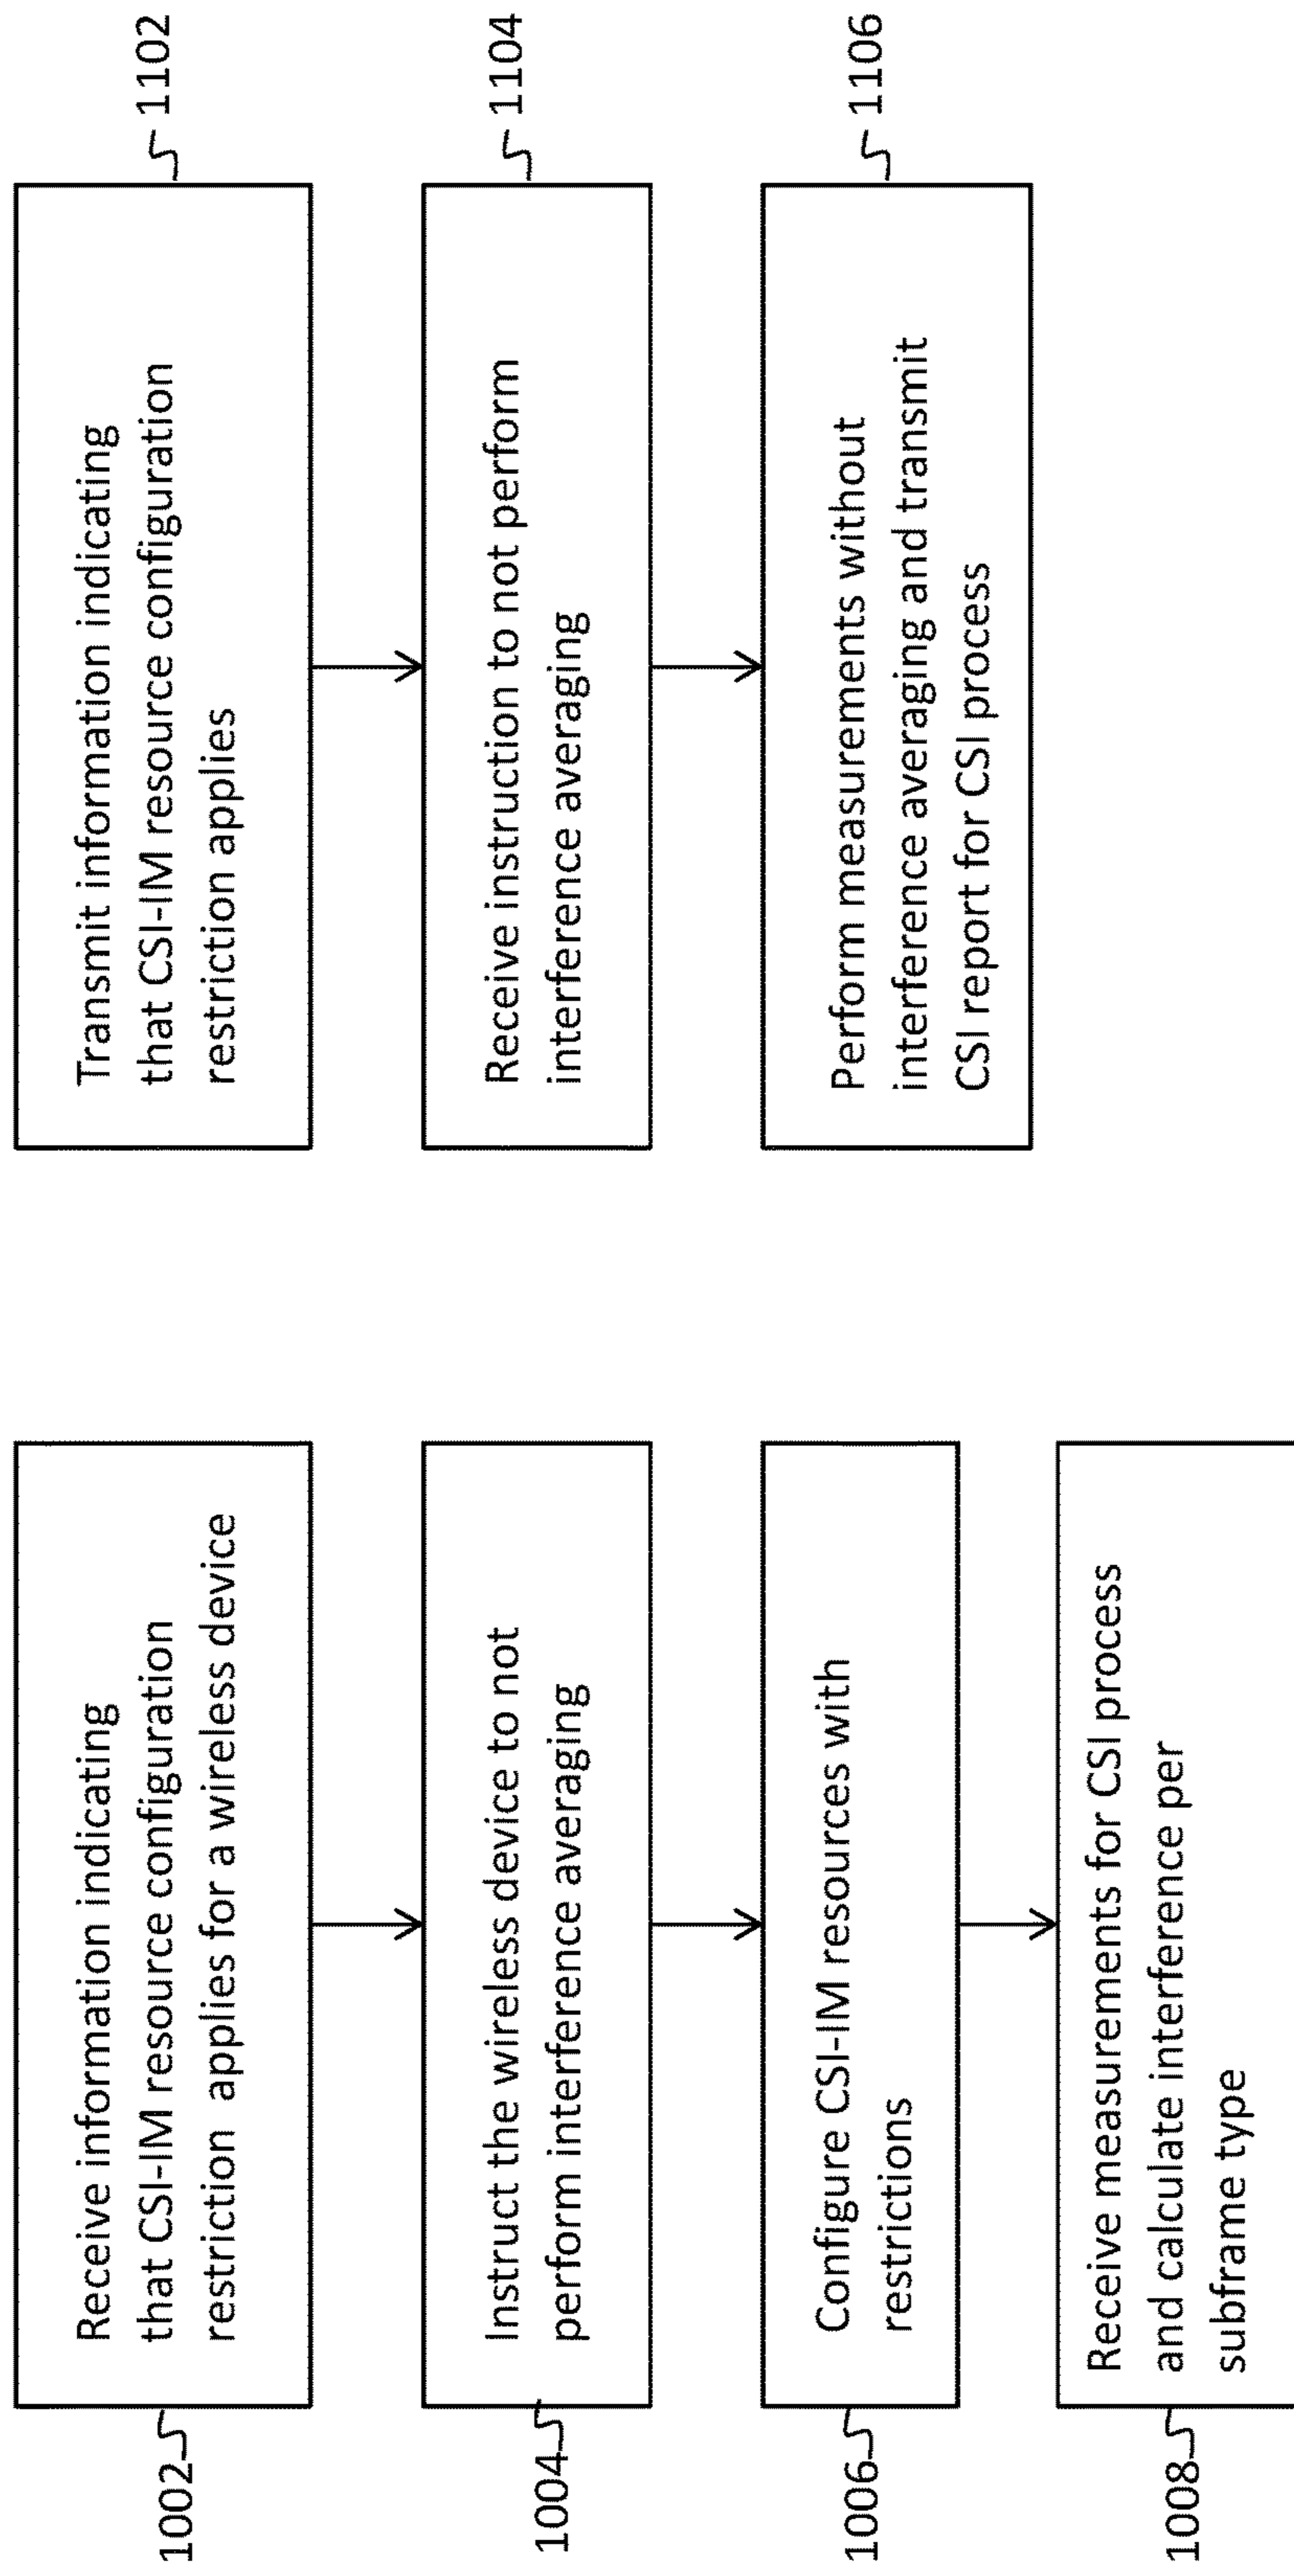 1002
Receive information indicating
that CSI-IM resource configuration
restriction applies for a wireless device
1004
Instruct the wireless device to not
perform interference averaging
1006
Configure CSI-IM resources with
restrictions
1008
Receive measurements for CSI process
and calculate interference per
subframe type
Transmit information indicating
that CSI-IM resource configuration
restriction applies
1102
Receive instruction to not perform
interference averaging
1104
Perform measurements without
interference averaging and transmit
CSI report for CSI process
1106